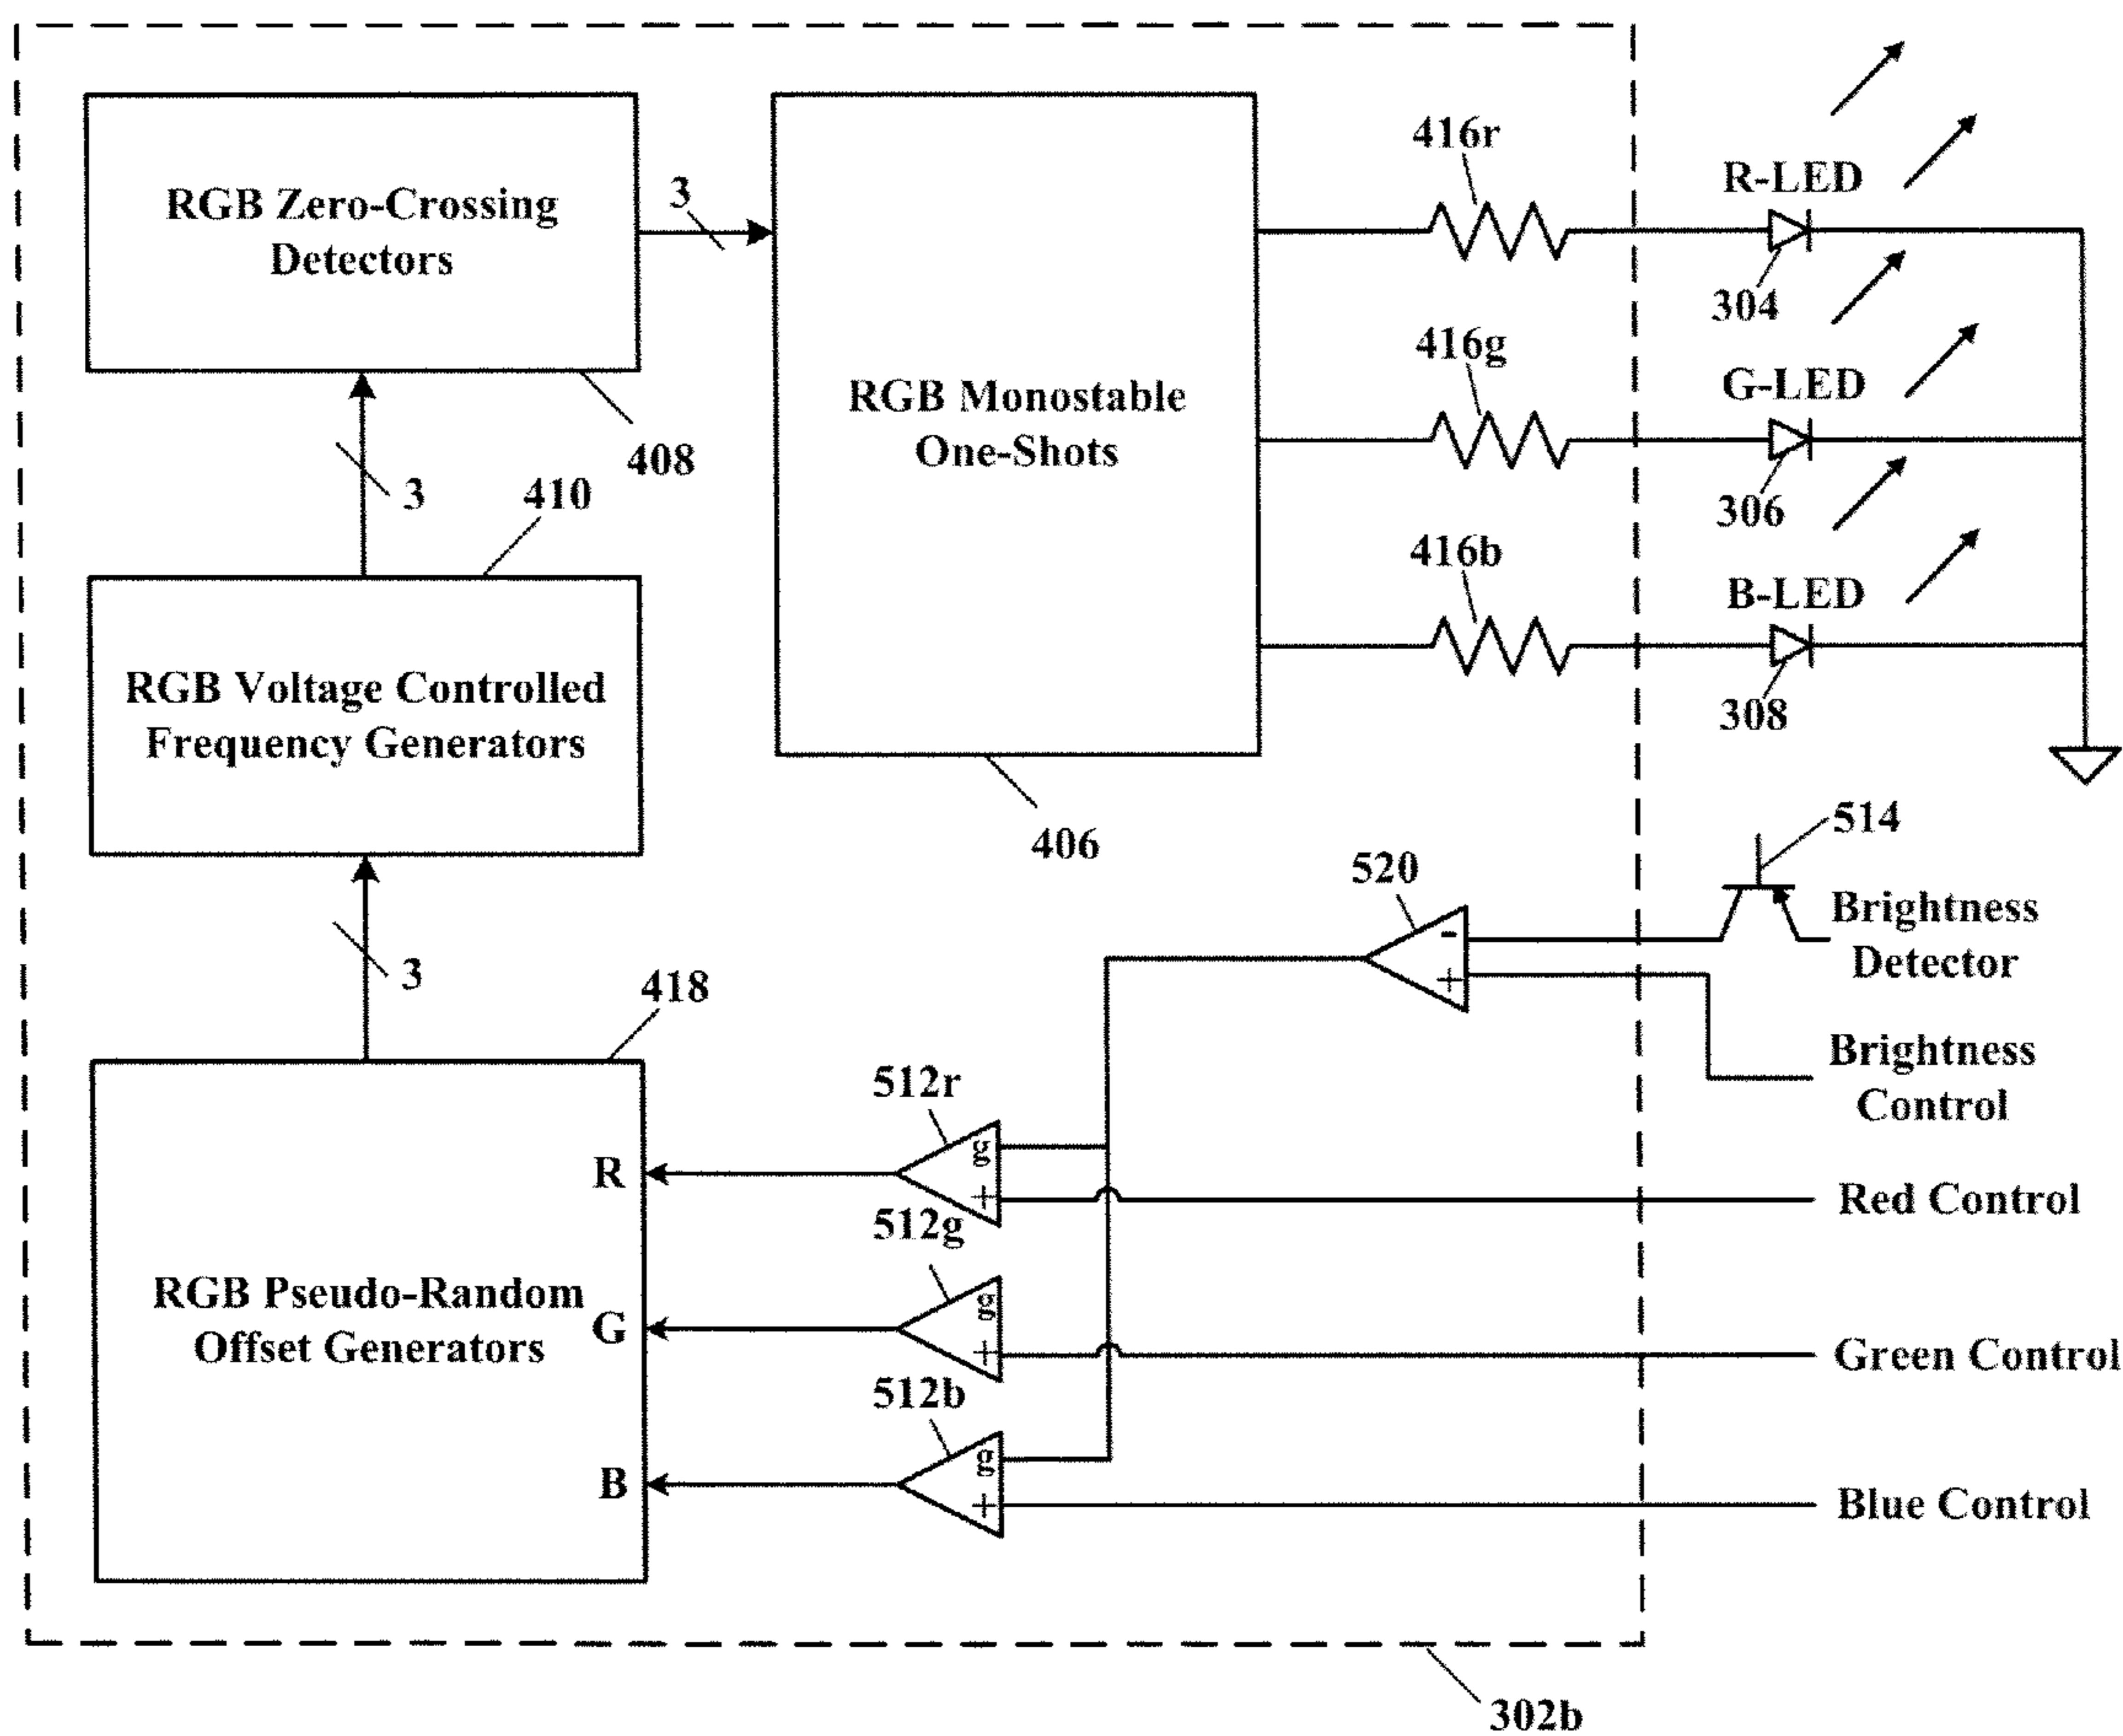 416r
R-LED
RGB Zero-Crossing
Detectors
3
304
416g
G-LED
RGB Monostable
One-Shots
408
3
410
306
416b
B-LED
RGB Voltage Controlled
Frequency Generators
308
406
514
520
-
+
Brightness
Detector
3
418
Brightness
Control
512r
g
+
R
Red Control
512g
g
+
RGB Pseudo-Random
Offset Generators
G
Green Control
512b
g
+
B
Blue Control
302b